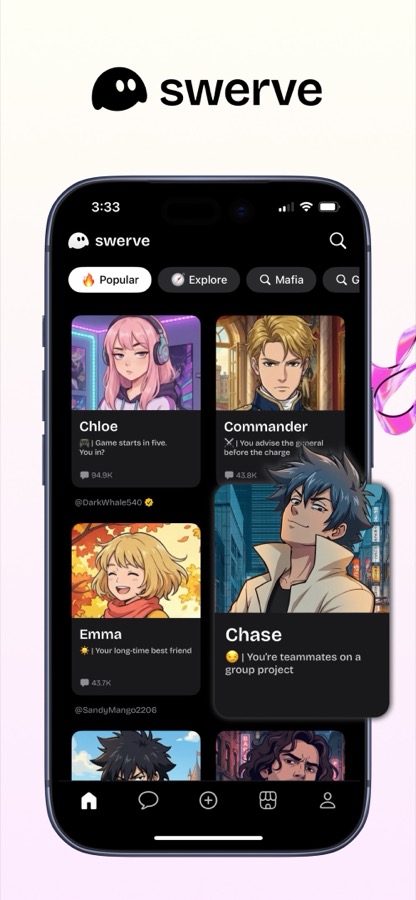 swerve
3:33
swerve
🔥 Popular
🧭 Explore
Mafia
G
Chloe
🎮 | Game starts in five.
You in?
94.9K
@DarkWhale540
Commander
⚔️ | You advise the general
before the charge
43.8K
Emma
☀️ | Your long-time best friend
43.7K
@SandyMango2206
Chase
😏 | You're teammates on a
group project